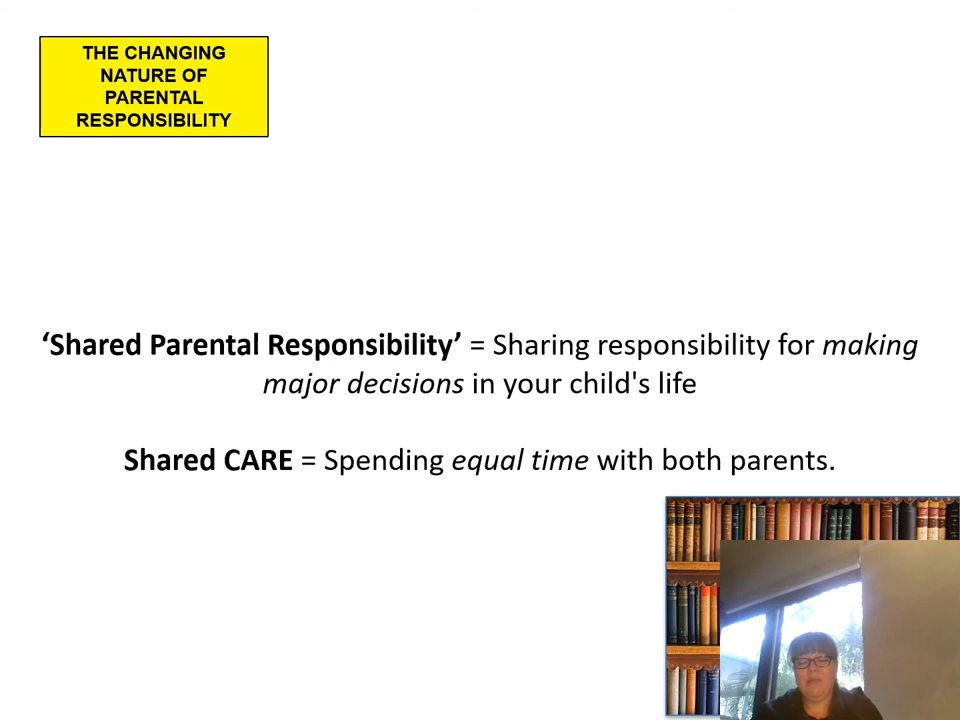 THE CHANGING
NATURE OF
PARENTAL
RESPONSIBILITY
‘Shared Parental Responsibility’ = Sharing responsibility for making
major decisions in your child's life
Shared CARE = Spending equal time with both parents.